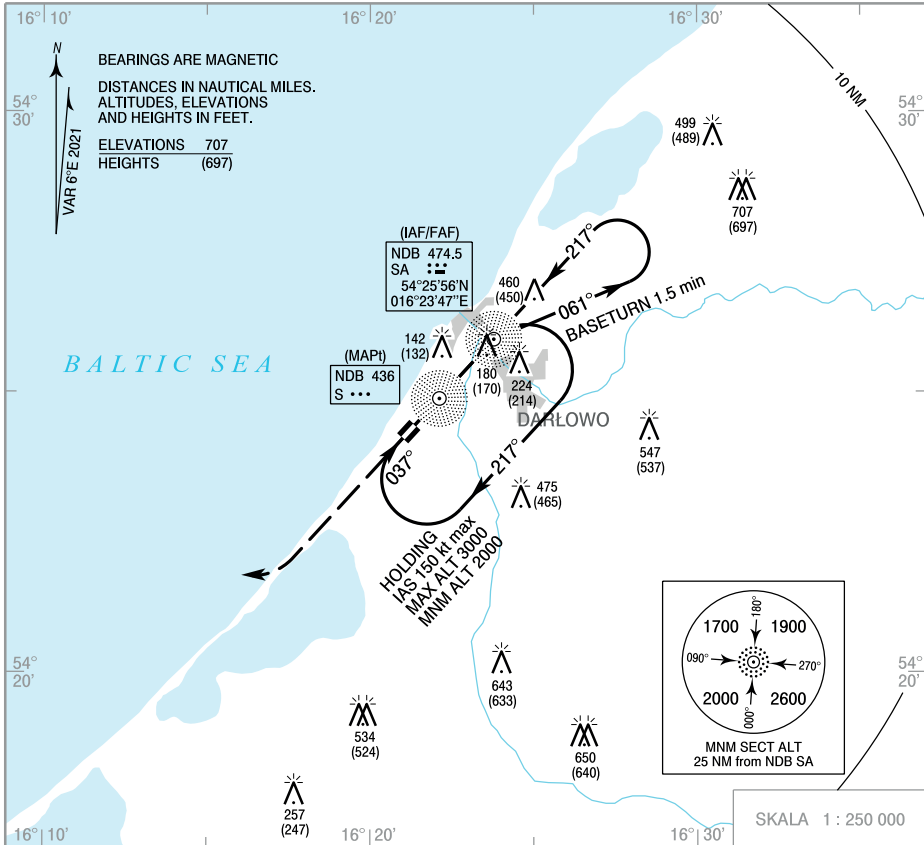 16° 10'
16° 20'
16° 30'
N
BEARINGS ARE MAGNETIC
DISTANCES IN NAUTICAL MILES.
ALTITUDES, ELEVATIONS
AND HEIGHTS IN FEET.
ELEVATIONS 707
HEIGHTS (697)
VAR 6°E 2021
54°
30'
54°
30'
10 NM
499
(489)
707
(697)
(IAF/FAF)
NDB 474.5
SA
54°25'56"N
016°23'47"E
460
(450)
217°
061°
BASETURN 1.5 min
142
(132)
BALTIC SEA
(MAPt)
NDB 436
S
180
(170)
224
(214)
DARŁOWO
547
(537)
037°
217°
475
(465)
HOLDING
IAS 150 kt max
MAX ALT 3000
MNM ALT 2000
1700
180°
1900
090°
270°
2000
000°
2600
MNM SECT ALT
25 NM from NDB SA
54°
20'
54°
20'
643
(633)
534
(524)
650
(640)
257
(247)
SKALA 1 : 250 000
16° 10'
16° 20'
16° 30'